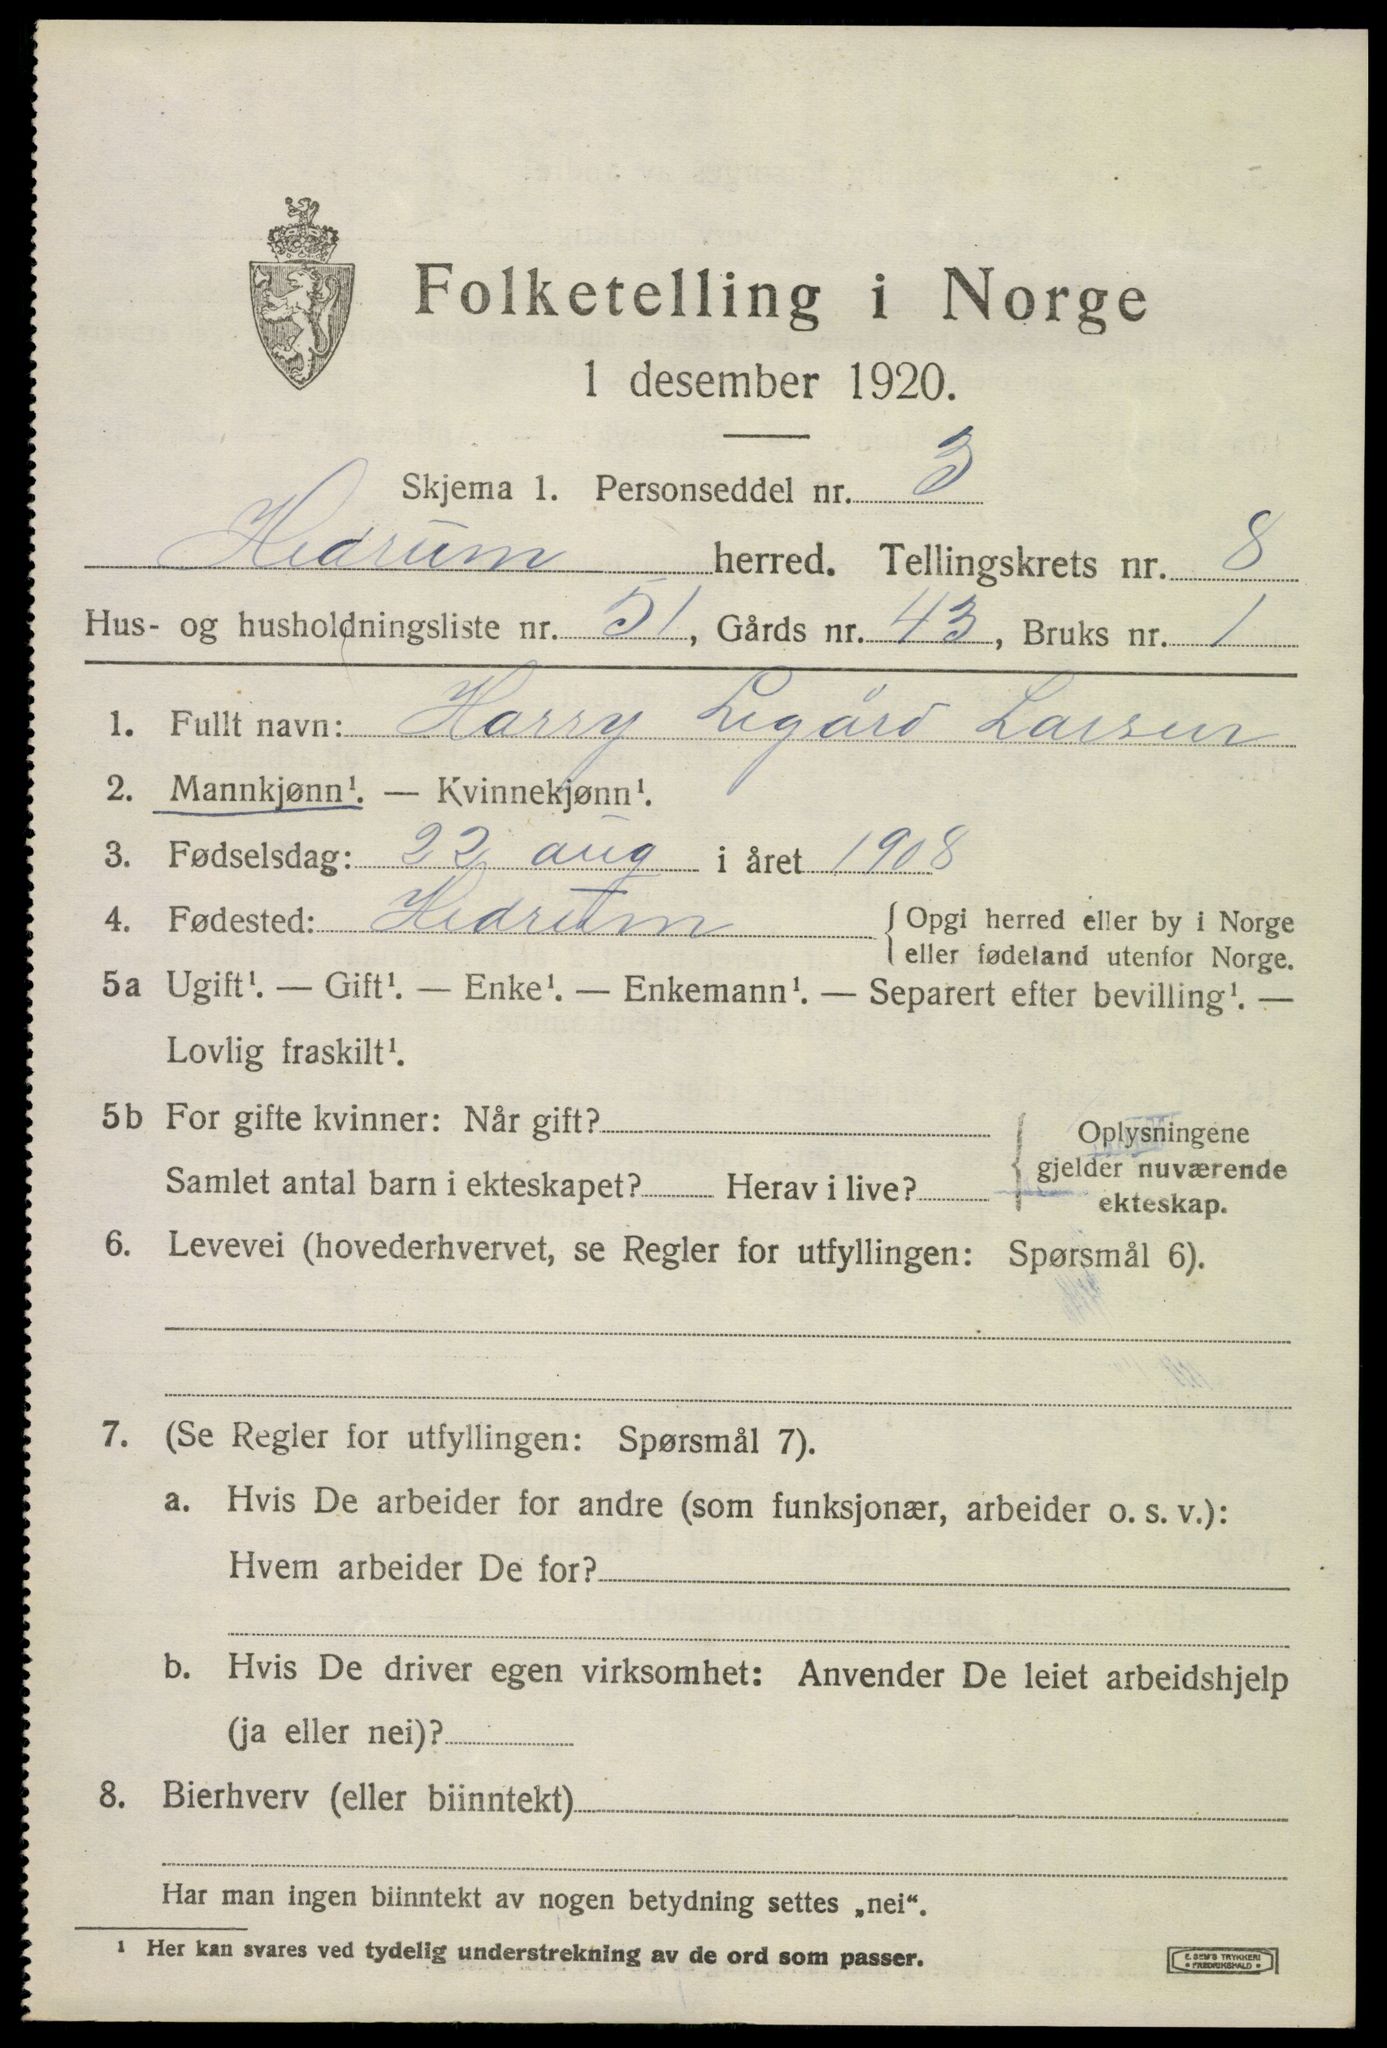 Folketelling i Norge
1 desember 1920.
Skjema 1. Personseddel nr. 3
Hedrum herred. Tellingskrets nr. 8
Hus- og husholdningsliste nr. 51, Gårds nr. 43, Bruks nr. 1
1. Fullt navn: Harry Legård Larsen
2. Mannkjønn¹. — Kvinnekjønn¹.
3. Fødselsdag: 22 aug i året 1908
4. Fødested: Hedrum { Opgi herred eller by i Norge
eller fødeland utenfor Norge.
5a Ugift¹. — Gift¹. — Enke¹. — Enkemann¹. — Separert efter bevilling¹. —
Lovlig fraskilt¹.
5b For gifte kvinner: Når gift?
Samlet antal barn i ekteskapet? Herav i live?
Oplysningene
gjelder nuværende
ekteskap.
6. Levevei (hovederhvervet, se Regler for utfyllingen: Spørsmål 6).
7. (Se Regler for utfyllingen: Spørsmål 7).
a. Hvis De arbeider for andre (som funksjonær, arbeider o. s. v.):
Hvem arbeider De for?
b. Hvis De driver egen virksomhet: Anvender De leiet arbeidshjelp
(ja eller nei)?
8. Bierhverv (eller biinntekt)
Har man ingen biinntekt av nogen betydning settes „nei“.
¹ Her kan svares ved tydelig understrekning av de ord som passer.
E. SEM'S TRYKKERI
• FREDRIKSHALD •